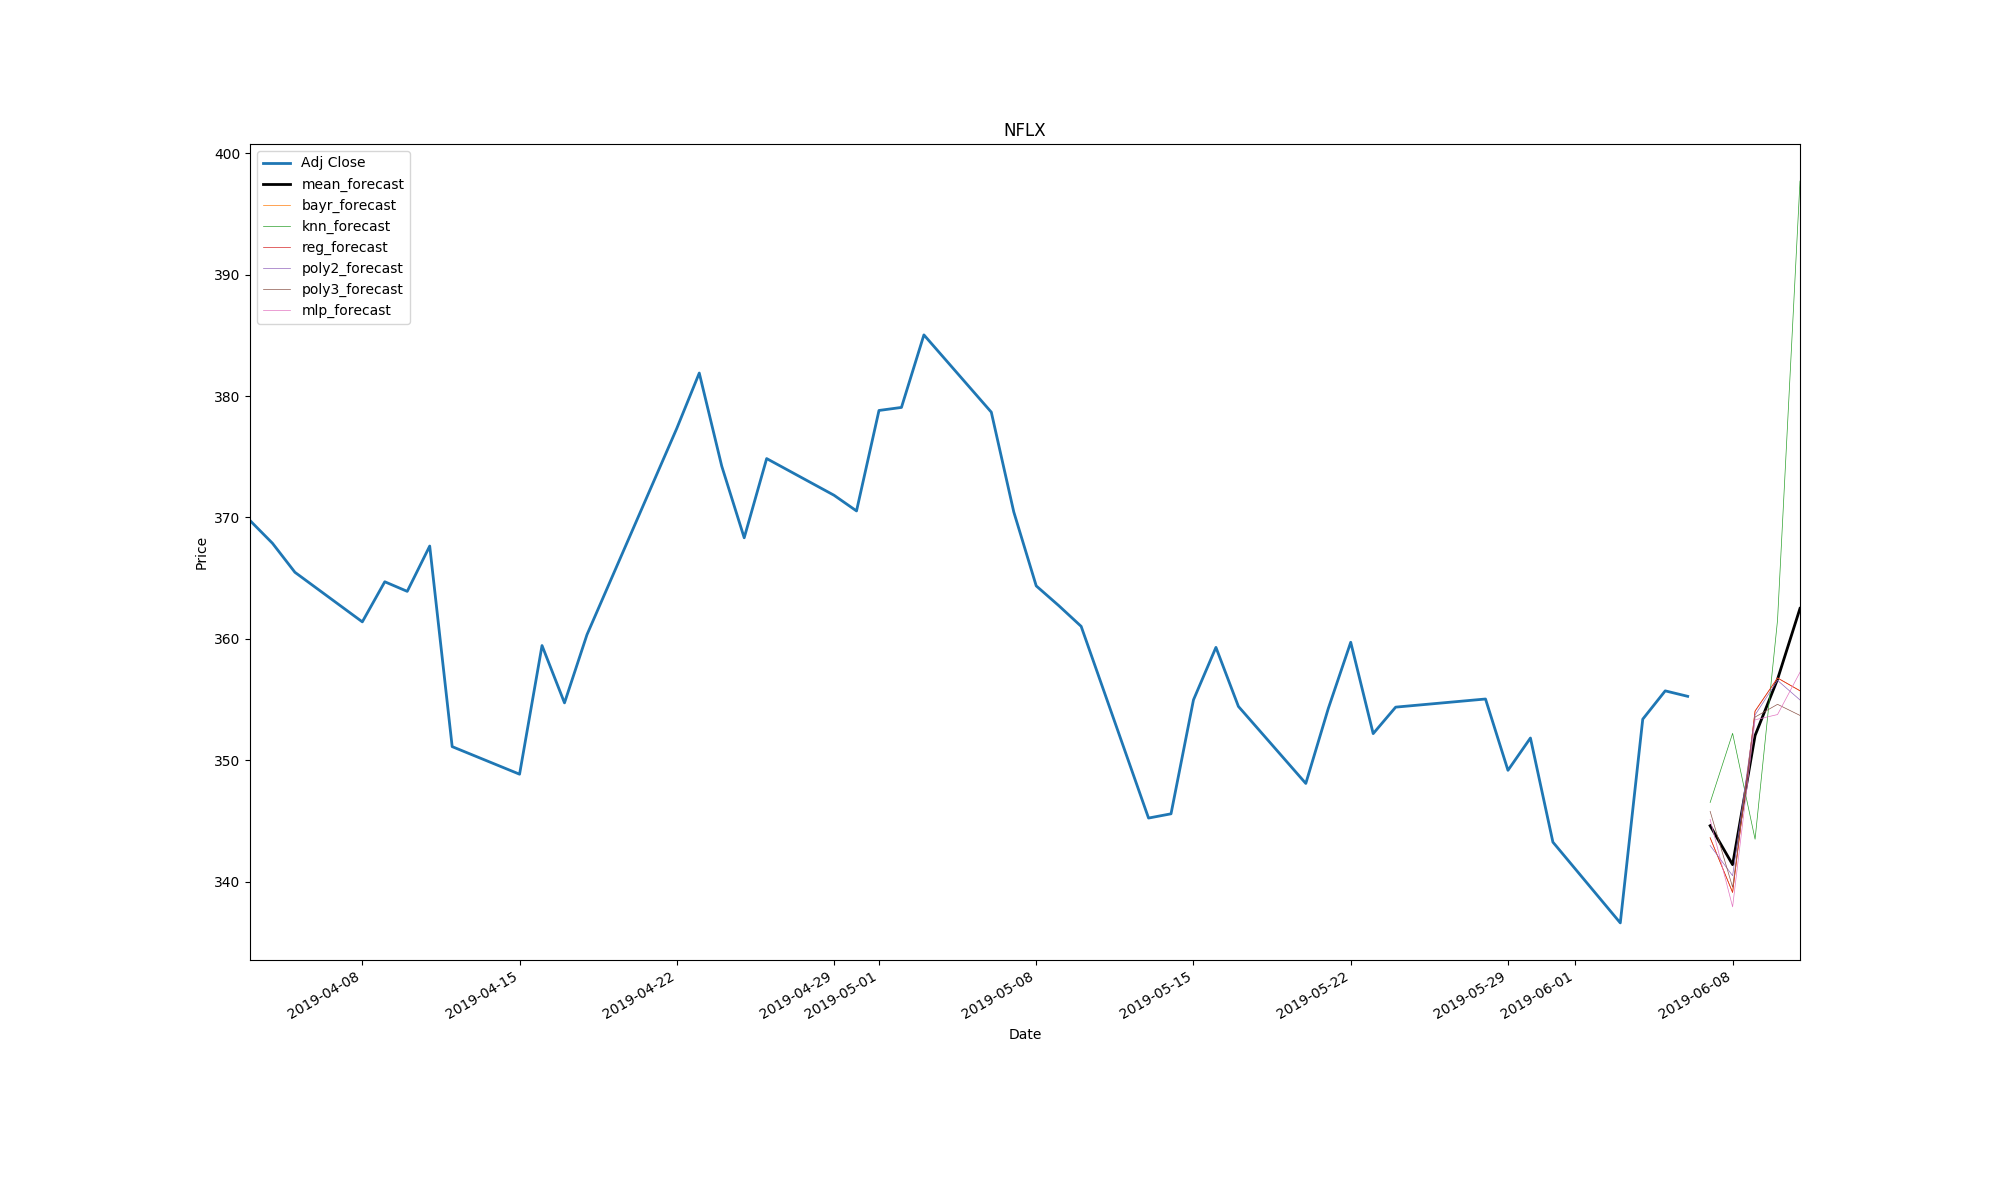 NFLX
400
390
380
370
360
350
340
Price
Adj Close
mean_forecast
bayr_forecast
knn_forecast
reg_forecast
poly2_forecast
poly3_forecast
mlp_forecast
2019-04-08
2019-04-15
2019-04-22
2019-04-29
2019-05-01
2019-05-08
2019-05-15
2019-05-22
2019-05-29
2019-06-01
2019-06-08
Date